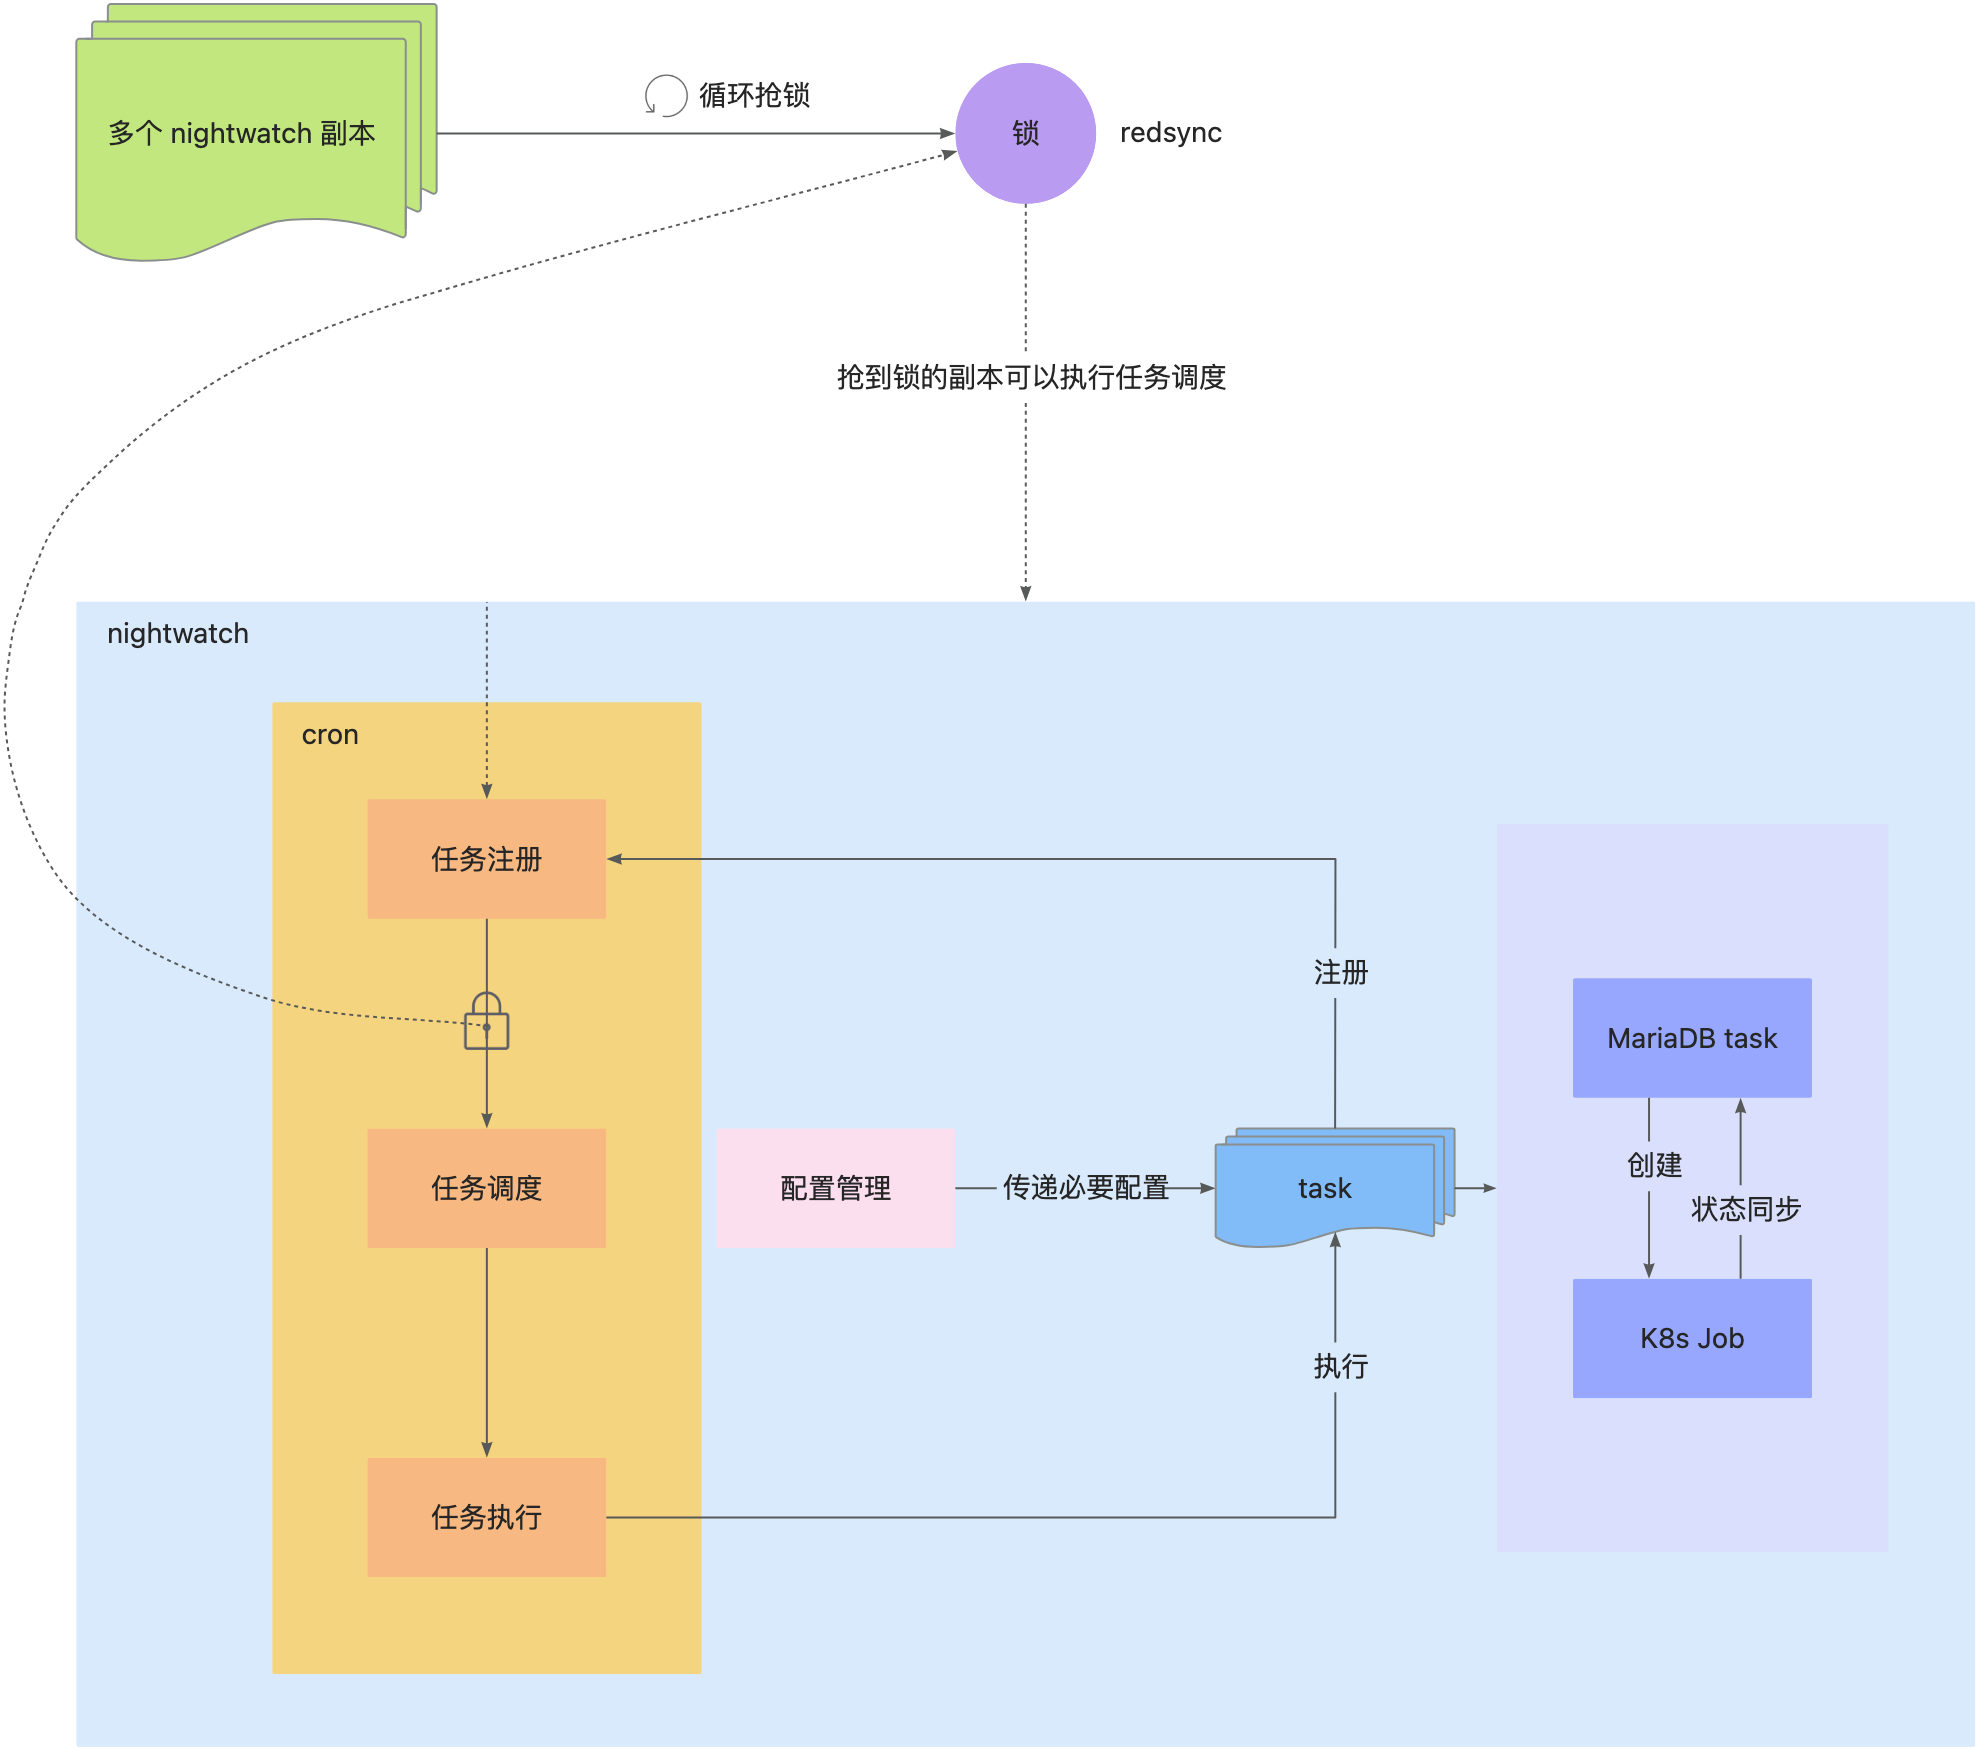 多个 nightwatch 副本
循环抢锁
锁
redsync
抢到锁的副本可以执行任务调度
nightwatch
cron
任务注册
注册
MariaDB task
创建
状态同步
任务调度
配置管理
传递必要配置
task
K8s Job
执行
任务执行